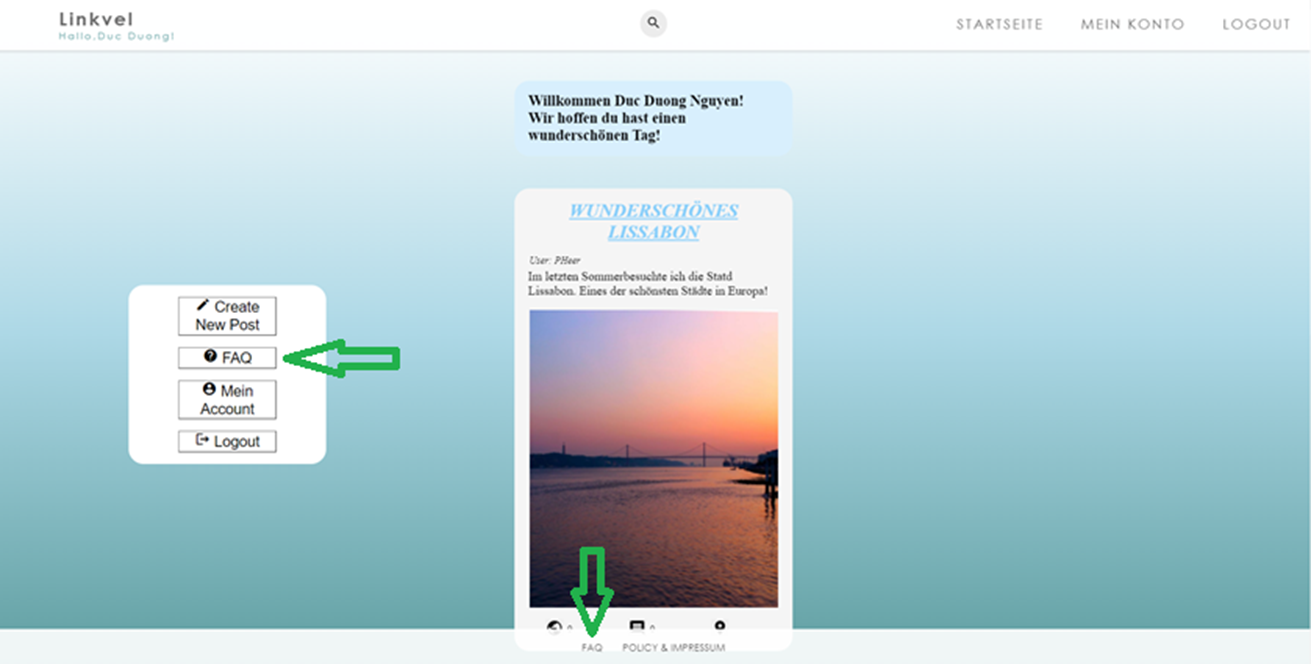 Linkvel
Hallo,Duc Duong!
STARTSEITE
MEIN KONTO
LOGOUT
Willkommen Duc Duong Nguyen!
Wir hoffen du hast einen
wunderschönen Tag!
WUNDERSCHÖNES
LISSABON
User: PHeer
Im letzten Sommerbesuchte ich die Statd
Lissabon. Eines der schönsten Städte in Europa!
Create
New Post
FAQ
Mein
Account
Logout
FAQ
POLICY & IMPRESSUM